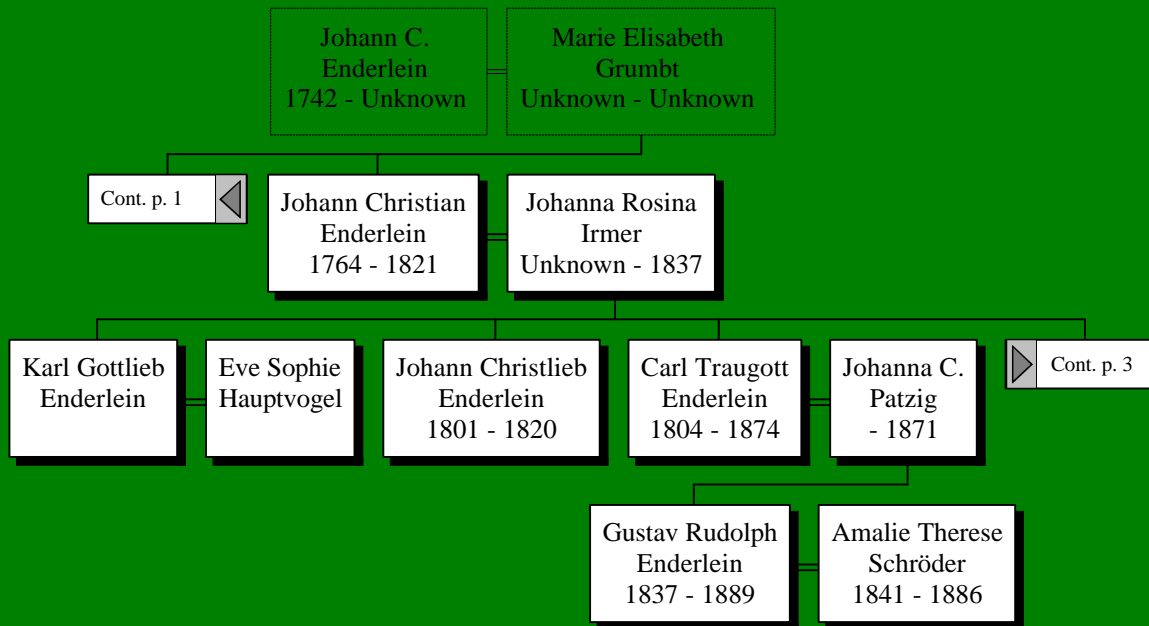 Johann C.
Enderlein
1742 - Unknown
Marie Elisabeth
Grumbt
Unknown - Unknown
Cont. p. 1
Johann Christian
Enderlein
1764 - 1821
Johanna Rosina
Irmer
Unknown - 1837
Karl Gottlieb
Enderlein
Eve Sophie
Hauptvogel
Johann Christlieb
Enderlein
1801 - 1820
Carl Traugott
Enderlein
1804 - 1874
Johanna C.
Patzig
- 1871
Cont. p. 3
Gustav Rudolph
Enderlein
1837 - 1889
Amalie Therese
Schröder
1841 - 1886